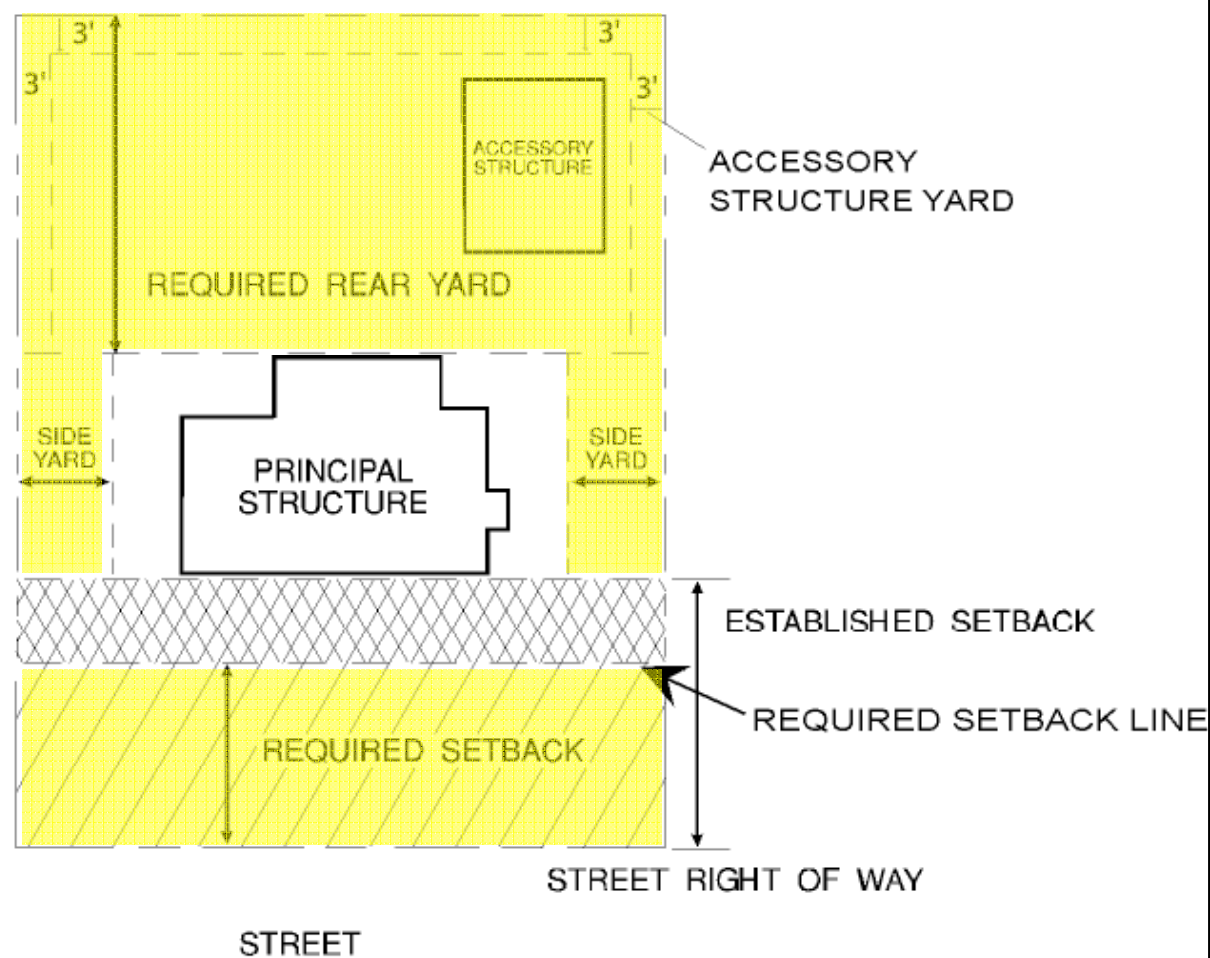 3'
3'
3'
3'
ACCESSORY
STRUCTURE
ACCESSORY
STRUCTURE YARD
REQUIRED REAR YARD
SIDE
YARD
SIDE
YARD
PRINCIPAL
STRUCTURE
ESTABLISHED SETBACK
REQUIRED SETBACK LINE
REQUIRED SETBACK
STREET RIGHT OF WAY
STREET